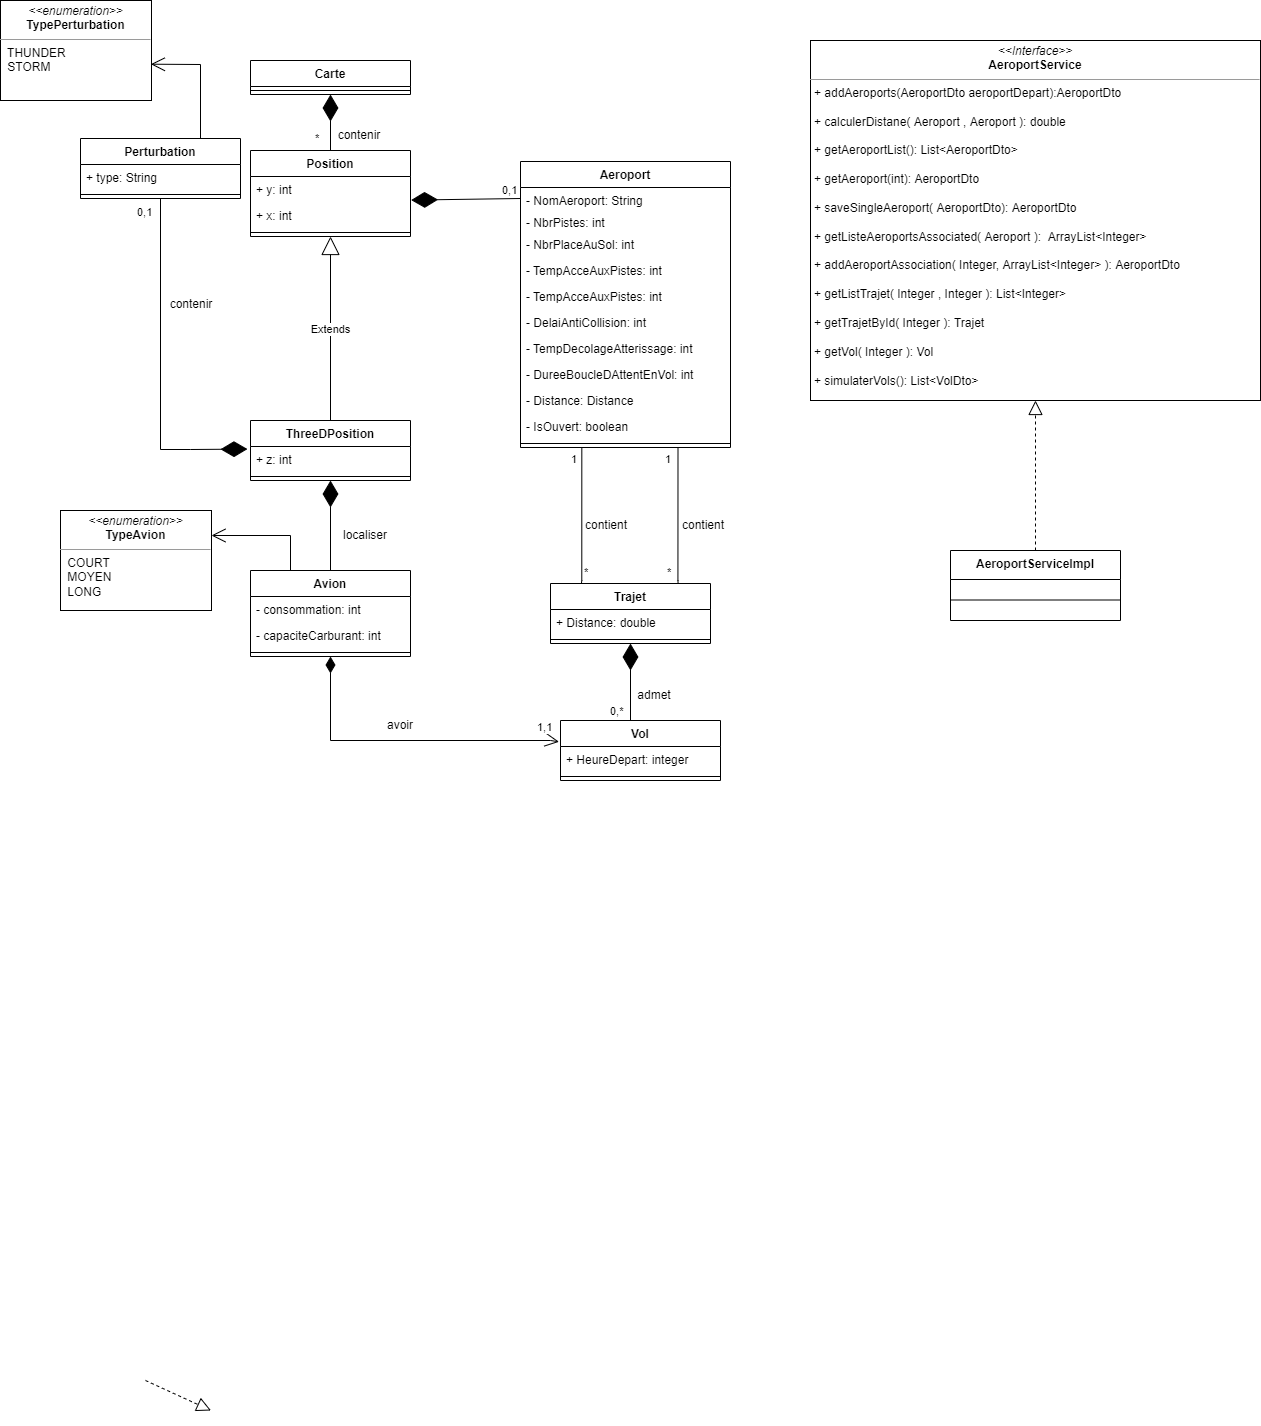 <<enumeration>>
TypePerturbation
THUNDER
STORM
Carte
*
contenir
Perturbation
+ type: String
0,1
contenir
Position
+ y: int
+ x: int
0,1
Extends
Aeroport
- NomAeroport: String
- NbrPistes: int
- NbrPlaceAuSol: int
- TempAcceAuxPistes: int
- TempAcceAuxPistes: int
- DelaiAntiCollision: int
- TempDecolageAtterissage: int
- DureeBoucleDAttentEnVol: int
- Distance: Distance
- IsOuvert: boolean
ThreeDPosition
+ z: int
localiser
<<enumeration>>
TypeAvion
COURT
MOYEN
LONG
Avion
- consommation: int
- capaciteCarburant: int
avoir
1,1
1
1
contient
contient
*
*
Trajet
+ Distance: double
admet
0,*
Vol
+ HeureDepart: integer
<<Interface>>
AeroportService
+ addAeroports(AeroportDto aeroportDepart):AeroportDto
+ calculerDistane( Aeroport , Aeroport ): double
+ getAeroportList(): List<AeroportDto>
+ getAeroport(int): AeroportDto
+ saveSingleAeroport( AeroportDto): AeroportDto
+ getListeAeroportsAssociated( Aeroport ):  ArrayList<Integer>
+ addAeroportAssociation( Integer, ArrayList<Integer> ): AeroportDto
+ getListTrajet( Integer , Integer ): List<Integer>
+ getTrajetById( Integer ): Trajet
+ getVol( Integer ): Vol
+ simulaterVols(): List<VolDto>
AeroportServiceImpl